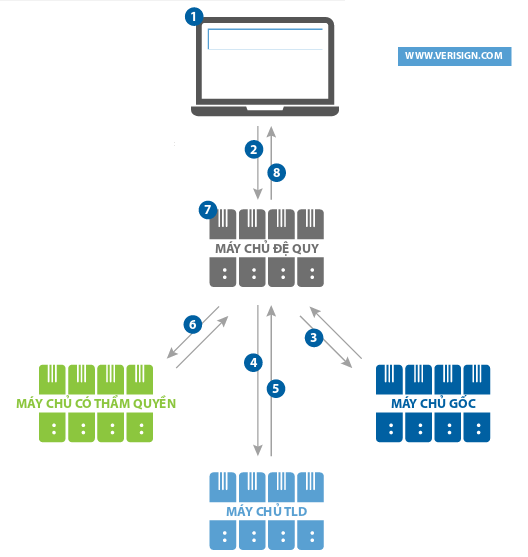 1
WWW.VERISIGN.COM
2
8
7
MÁY CHỦ ĐỆ QUY
6
3
4
5
MÁY CHỦ CÓ THẨM QUYỀN
MÁY CHỦ GỐC
MÁY CHỦ TLD